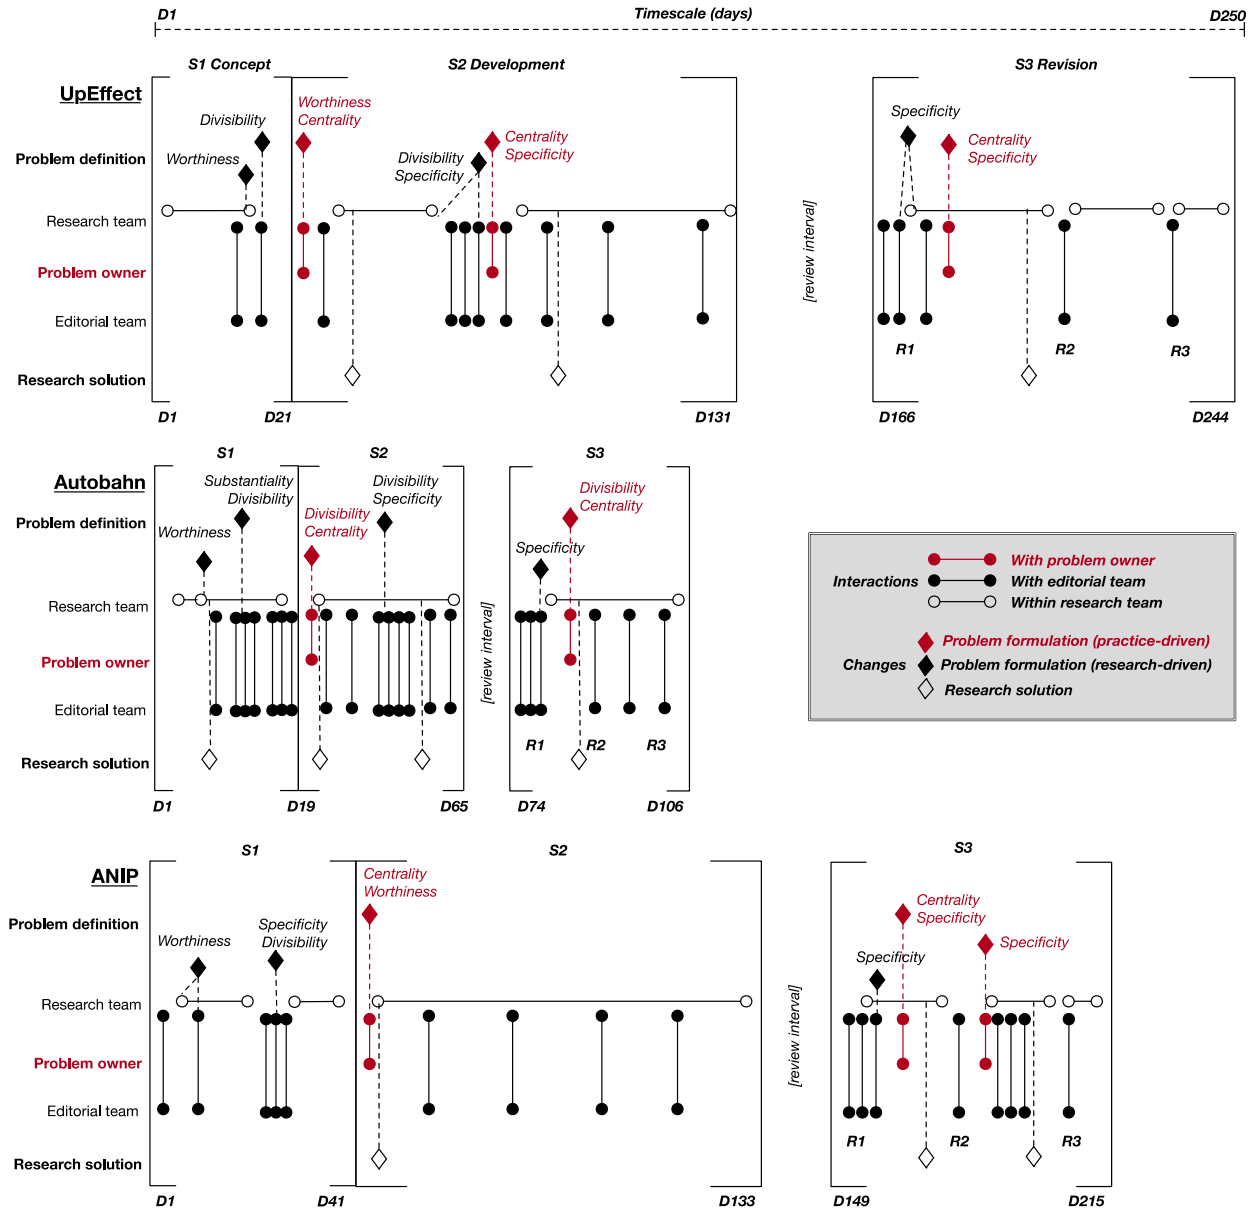 D1 Timescale (days) D250
S1 Concept S2 Development S3 Revision
UpEffect
Worthiness
Centrality
Divisibility
Specificity
Centrality
Specificity
Centrality
Specificity
Problem definition
Worthiness
Divisibility
Specificity
Research team
Problem owner
[review interval]
Editorial team
R1 R2 R3
Research solution
D1 D21 D131 D166 D244
S1 S2 S3
Autobahn
Substantiality
Divisibility
Divisibility
Specificity
Divisibility
Centrality
Problem definition
Worthiness
Divisibility
Centrality
Specificity
Research team
Problem owner
[review interval]
Editorial team
R1 R2 R3
Research solution
D1 D19 D65 D74 D106
Interactions
With problem owner
With editorial team
Within research team
Changes
Problem formulation (practice-driven)
Problem formulation (research-driven)
Research solution
S1 S2 S3
ANIP
Centrality
Worthiness
Centrality
Specificity
Problem definition
Worthiness
Specificity
Divisibility
Specificity
Specificity
Research team
Problem owner
[review interval]
Editorial team
R1 R2 R3
Research solution
D1 D41 D133 D149 D215